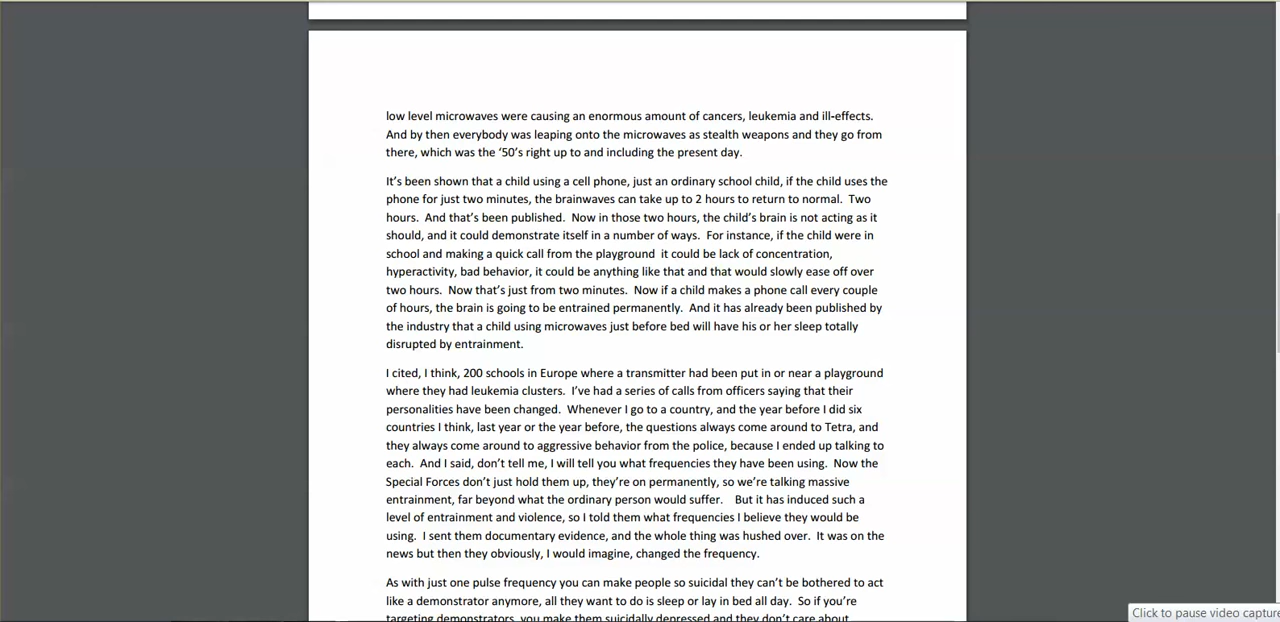 low level microwaves were causing an enormous amount of cancers, leukemia and ill-effects.
And by then everybody was leaping onto the microwaves as stealth weapons and they go from
there, which was the ‘50’s right up to and including the present day.
It’s been shown that a child using a cell phone, just an ordinary school child, if the child uses the
phone for just two minutes, the brainwaves can take up to 2 hours to return to normal.  Two
hours.  And that’s been published.  Now in those two hours, the child’s brain is not acting as it
should, and it could demonstrate itself in a number of ways.  For instance, if the child were in
school and making a quick call from the playground  it could be lack of concentration,
hyperactivity, bad behavior, it could be anything like that and that would slowly ease off over
two hours.  Now that’s just from two minutes.  Now if a child makes a phone call every couple
of hours, the brain is going to be entrained permanently.  And it has already been published by
the industry that a child using microwaves just before bed will have his or her sleep totally
disrupted by entrainment.
I cited, I think, 200 schools in Europe where a transmitter had been put in or near a playground
where they had leukemia clusters.  I’ve had a series of calls from officers saying that their
personalities have been changed.  Whenever I go to a country, and the year before I did six
countries I think, last year or the year before, the questions always come around to Tetra, and
they always come around to aggressive behavior from the police, because I ended up talking to
each.  And I said, don’t tell me, I will tell you what frequencies they have been using.  Now the
Special Forces don’t just hold them up, they’re on permanently, so we’re talking massive
entrainment, far beyond what the ordinary person would suffer.    But it has induced such a
level of entrainment and violence, so I told them what frequencies I believe they would be
using.  I sent them documentary evidence, and the whole thing was hushed over.  It was on the
news but then they obviously, I would imagine, changed the frequency.
As with just one pulse frequency you can make people so suicidal they can’t be bothered to act
like a demonstrator anymore, all they want to do is sleep or lay in bed all day.  So if you’re
targeting demonstrators, you make them suicidally depressed and they don’t care about
Click to pause video capture